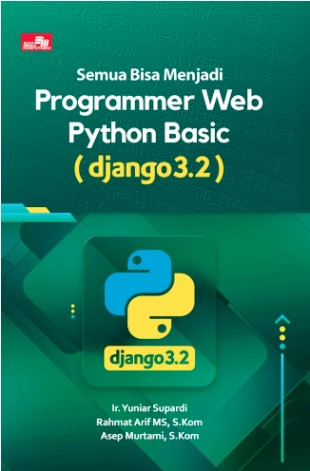 Semua Bisa Menjadi
Programmer Web
Python Basic
( django3.2 )
django3.2
Ir. Yuniar Supardi
Rahmat Arif MS, S.Kom
Asep Murtami, S.Kom